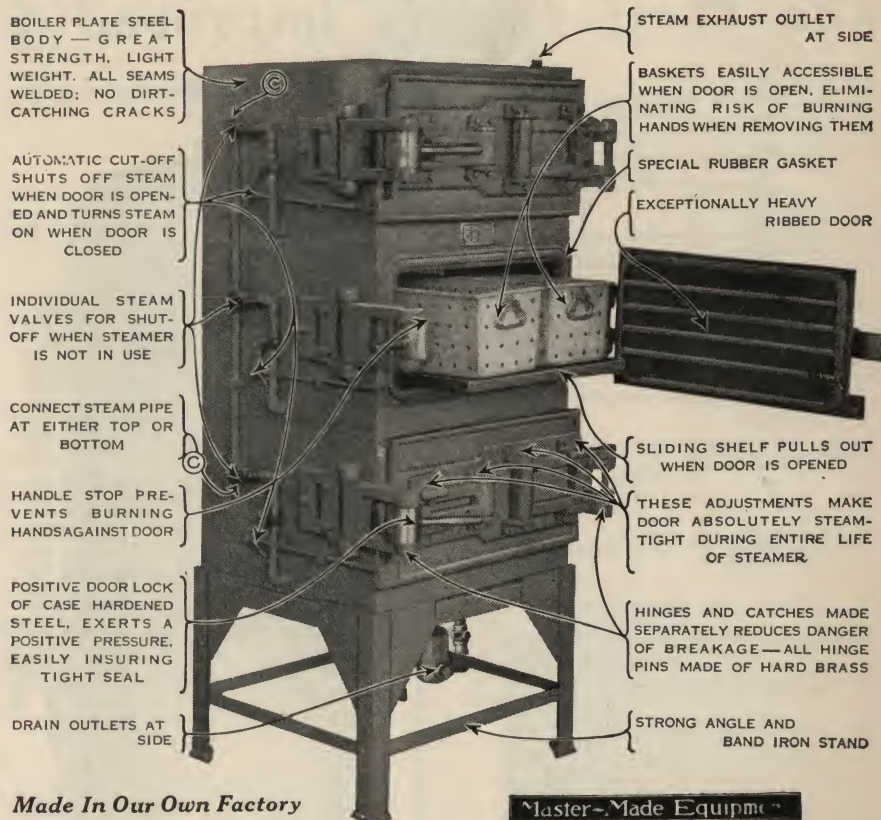 BOILER PLATE STEEL
BODY — GREAT
STRENGTH, LIGHT
WEIGHT. ALL SEAMS
WELDED; NO DIRT-
CATCHING CRACKS
AUTOMATIC CUT-OFF
SHUTS OFF STEAM
WHEN DOOR IS OPEN-
ED AND TURNS STEAM
ON WHEN DOOR IS
CLOSED
INDIVIDUAL STEAM
VALVES FOR SHUT-
OFF WHEN STEAMER
IS NOT IN USE
CONNECT STEAM PIPE
AT EITHER TOP OR
BOTTOM
HANDLE STOP PRE-
VENTS BURNING
HANDS AGAINST DOOR
POSITIVE DOOR LOCK
OF CASE HARDENED
STEEL, EXERTS A
POSITIVE PRESSURE,
EASILY INSURING
TIGHT SEAL
DRAIN OUTLETS AT
SIDE
C
C
STEAM EXHAUST OUTLET
AT SIDE
BASKETS EASILY ACCESSIBLE
WHEN DOOR IS OPEN, ELIMI-
NATING RISK OF BURNING
HANDS WHEN REMOVING THEM
SPECIAL RUBBER GASKET
EXCEPTIONALLY HEAVY
RIBBED DOOR
SLIDING SHELF PULLS OUT
WHEN DOOR IS OPENED
THESE ADJUSTMENTS MAKE
DOOR ABSOLUTELY STEAM-
TIGHT DURING ENTIRE LIFE
OF STEAMER
HINGES AND CATCHES MADE
SEPARATELY REDUCES DANGER
OF BREAKAGE — ALL HINGE
PINS MADE OF HARD BRASS
STRONG ANGLE AND
BAND IRON STAND
Made In Our Own Factory
Master-Made Equipme